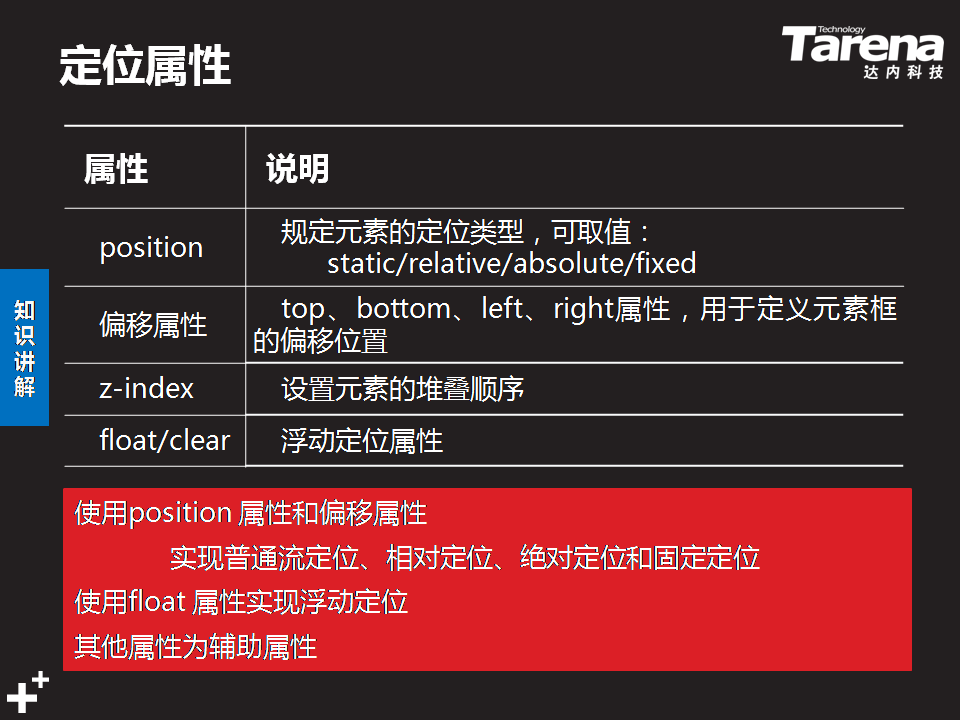 定位属性
Technology
Tarena
达内科技
属性 说明
position 规定元素的定位类型，可取值：
static/relative/absolute/fixed
偏移属性 top、bottom、left、right属性，用于定义元素框
的偏移位置
z-index 设置元素的堆叠顺序
float/clear 浮动定位属性
知识讲解
使用position 属性和偏移属性
实现普通流定位、相对定位、绝对定位和固定定位
使用float 属性实现浮动定位
其他属性为辅助属性